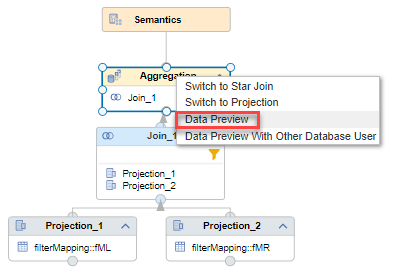 Semantics
Aggregation
Join_1
Switch to Star Join
Switch to Projection
Data Preview
Data Preview With Other Database User
Join_1
Projection_1
Projection_2
Projection_1
filterMapping::fML
Projection_2
filterMapping::fMR